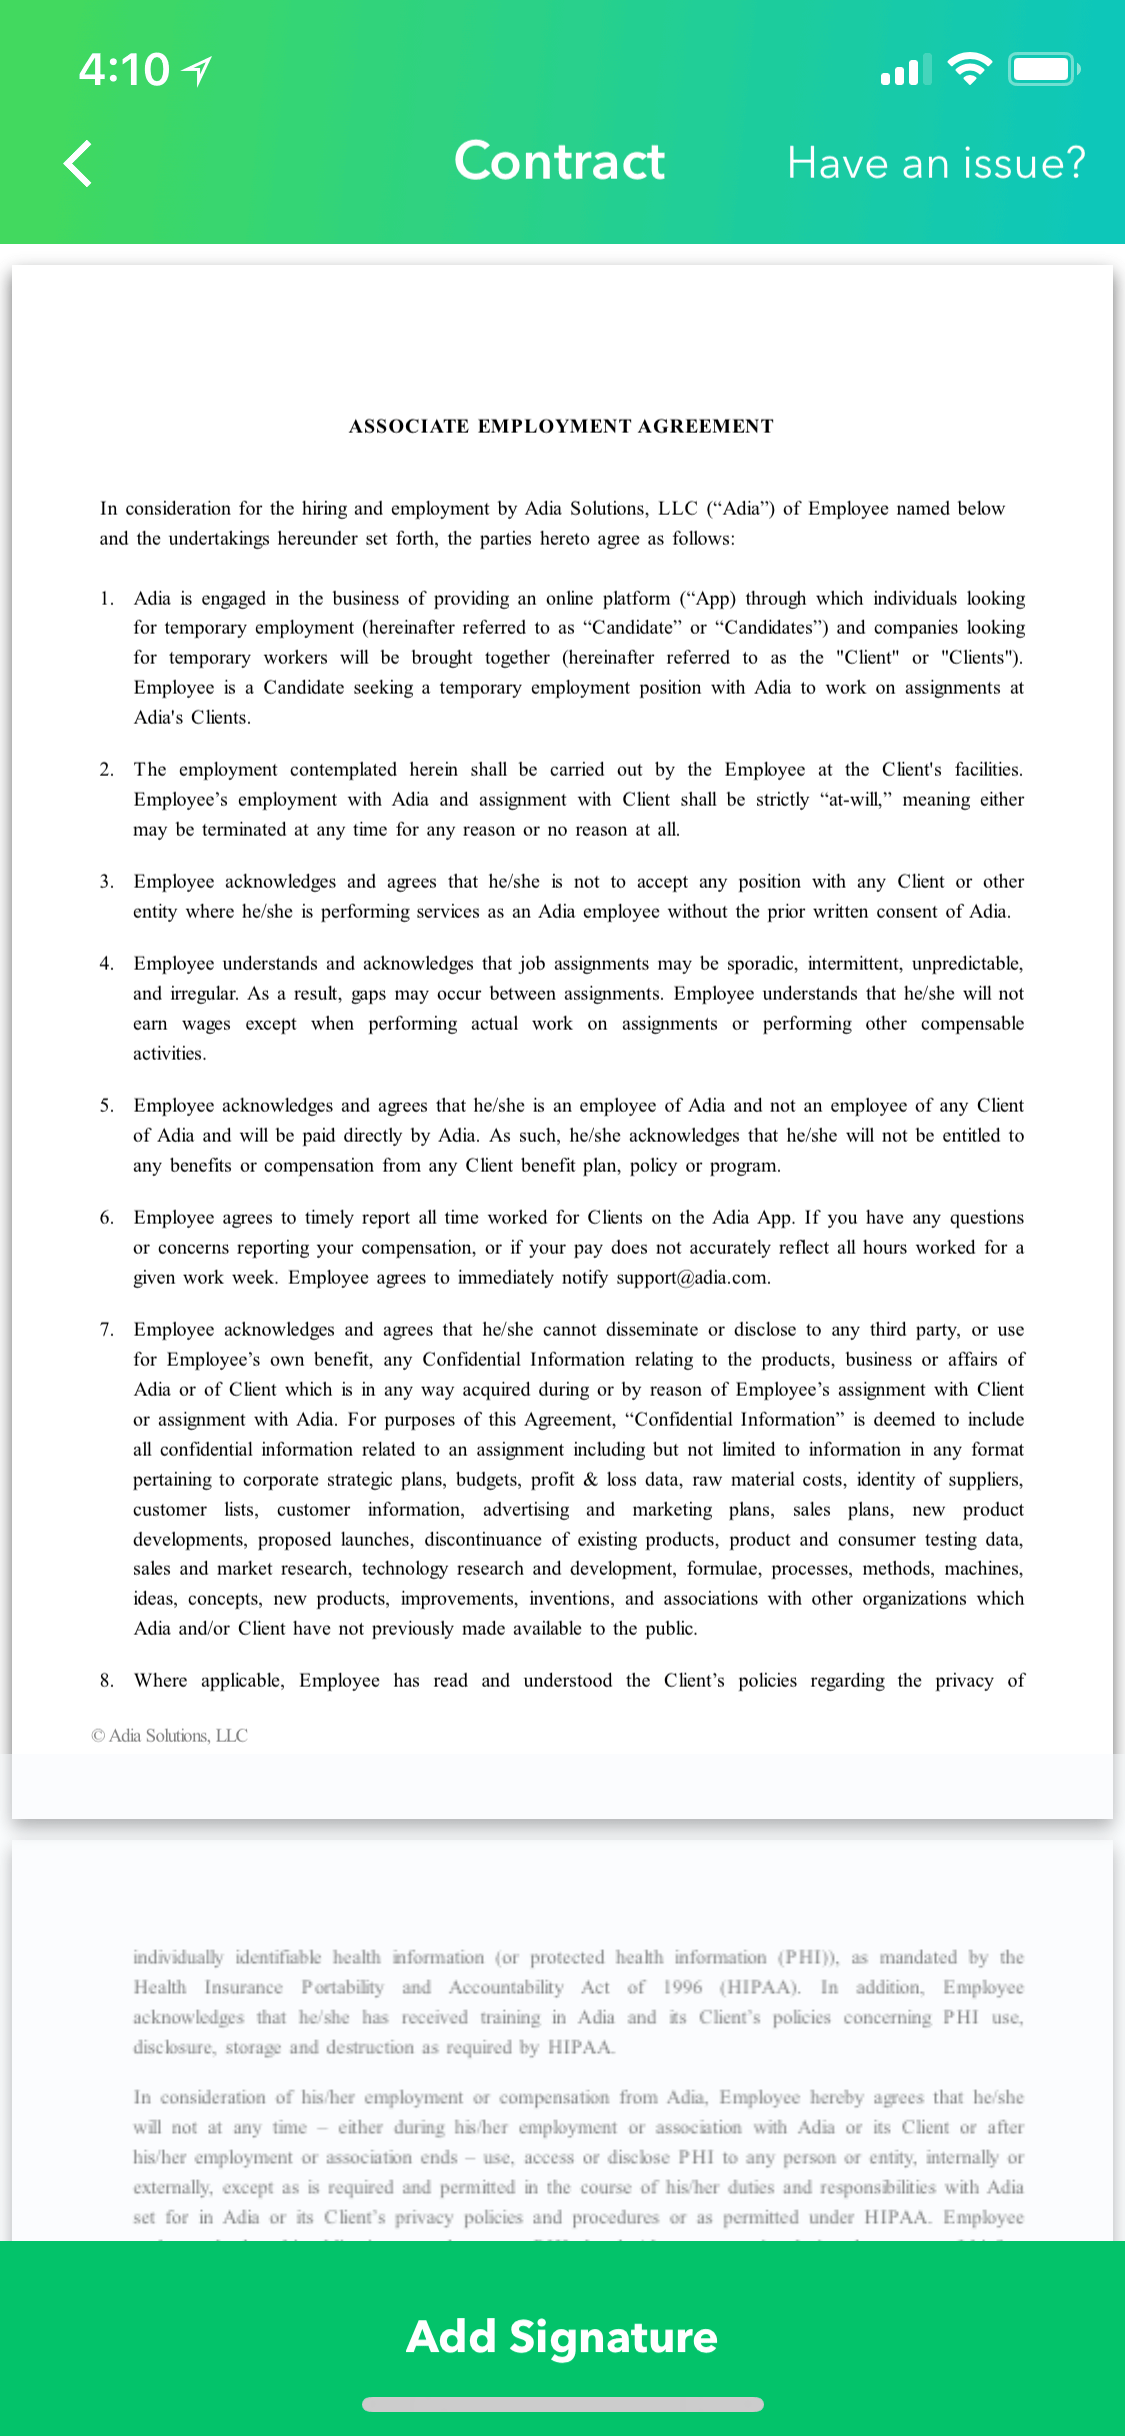 4:10
Contract
Have an issue?
ASSOCIATE EMPLOYMENT AGREEMENT
In consideration for the hiring and employment by Adia Solutions, LLC (“Adia”) of Employee named below
and the undertakings hereunder set forth, the parties hereto agree as follows:
1. Adia is engaged in the business of providing an online platform (“App) through which individuals looking
for temporary employment (hereinafter referred to as “Candidate” or “Candidates”) and companies looking
for temporary workers will be brought together (hereinafter referred to as the "Client" or "Clients").
Employee is a Candidate seeking a temporary employment position with Adia to work on assignments at
Adia's Clients.
2. The employment contemplated herein shall be carried out by the Employee at the Client's facilities.
Employee’s employment with Adia and assignment with Client shall be strictly “at-will,” meaning either
may be terminated at any time for any reason or no reason at all.
3. Employee acknowledges and agrees that he/she is not to accept any position with any Client or other
entity where he/she is performing services as an Adia employee without the prior written consent of Adia.
4. Employee understands and acknowledges that job assignments may be sporadic, intermittent, unpredictable,
and irregular. As a result, gaps may occur between assignments. Employee understands that he/she will not
earn wages except when performing actual work on assignments or performing other compensable
activities.
5. Employee acknowledges and agrees that he/she is an employee of Adia and not an employee of any Client
of Adia and will be paid directly by Adia. As such, he/she acknowledges that he/she will not be entitled to
any benefits or compensation from any Client benefit plan, policy or program.
6. Employee agrees to timely report all time worked for Clients on the Adia App. If you have any questions
or concerns reporting your compensation, or if your pay does not accurately reflect all hours worked for a
given work week. Employee agrees to immediately notify support@adia.com.
7. Employee acknowledges and agrees that he/she cannot disseminate or disclose to any third party, or use
for Employee’s own benefit, any Confidential Information relating to the products, business or affairs of
Adia or of Client which is in any way acquired during or by reason of Employee’s assignment with Client
or assignment with Adia. For purposes of this Agreement, “Confidential Information” is deemed to include
all confidential information related to an assignment including but not limited to information in any format
pertaining to corporate strategic plans, budgets, profit & loss data, raw material costs, identity of suppliers,
customer lists, customer information, advertising and marketing plans, sales plans, new product
developments, proposed launches, discontinuance of existing products, product and consumer testing data,
sales and market research, technology research and development, formulae, processes, methods, machines,
ideas, concepts, new products, improvements, inventions, and associations with other organizations which
Adia and/or Client have not previously made available to the public.
8. Where applicable, Employee has read and understood the Client’s policies regarding the privacy of
© Adia Solutions, LLC
individually identifiable health information (or protected health information (PHI)), as mandated by the
Health Insurance Portability and Accountability Act of 1996 (HIPAA). In addition, Employee
acknowledges that he/she has received training in Adia and its Client’s policies concerning PHI use,
disclosure, storage and destruction as required by HIPAA.
In consideration of his/her employment or compensation from Adia, Employee hereby agrees that he/she
will not at any time – either during his/her employment or association with Adia or its Client or after
his/her employment or association ends – use, access or disclose PHI to any person or entity, internally or
externally, except as is required and permitted in the course of his/her duties and responsibilities with Adia
set for in Adia or its Client’s privacy policies and procedures or as permitted under HIPAA. Employee
Add Signature